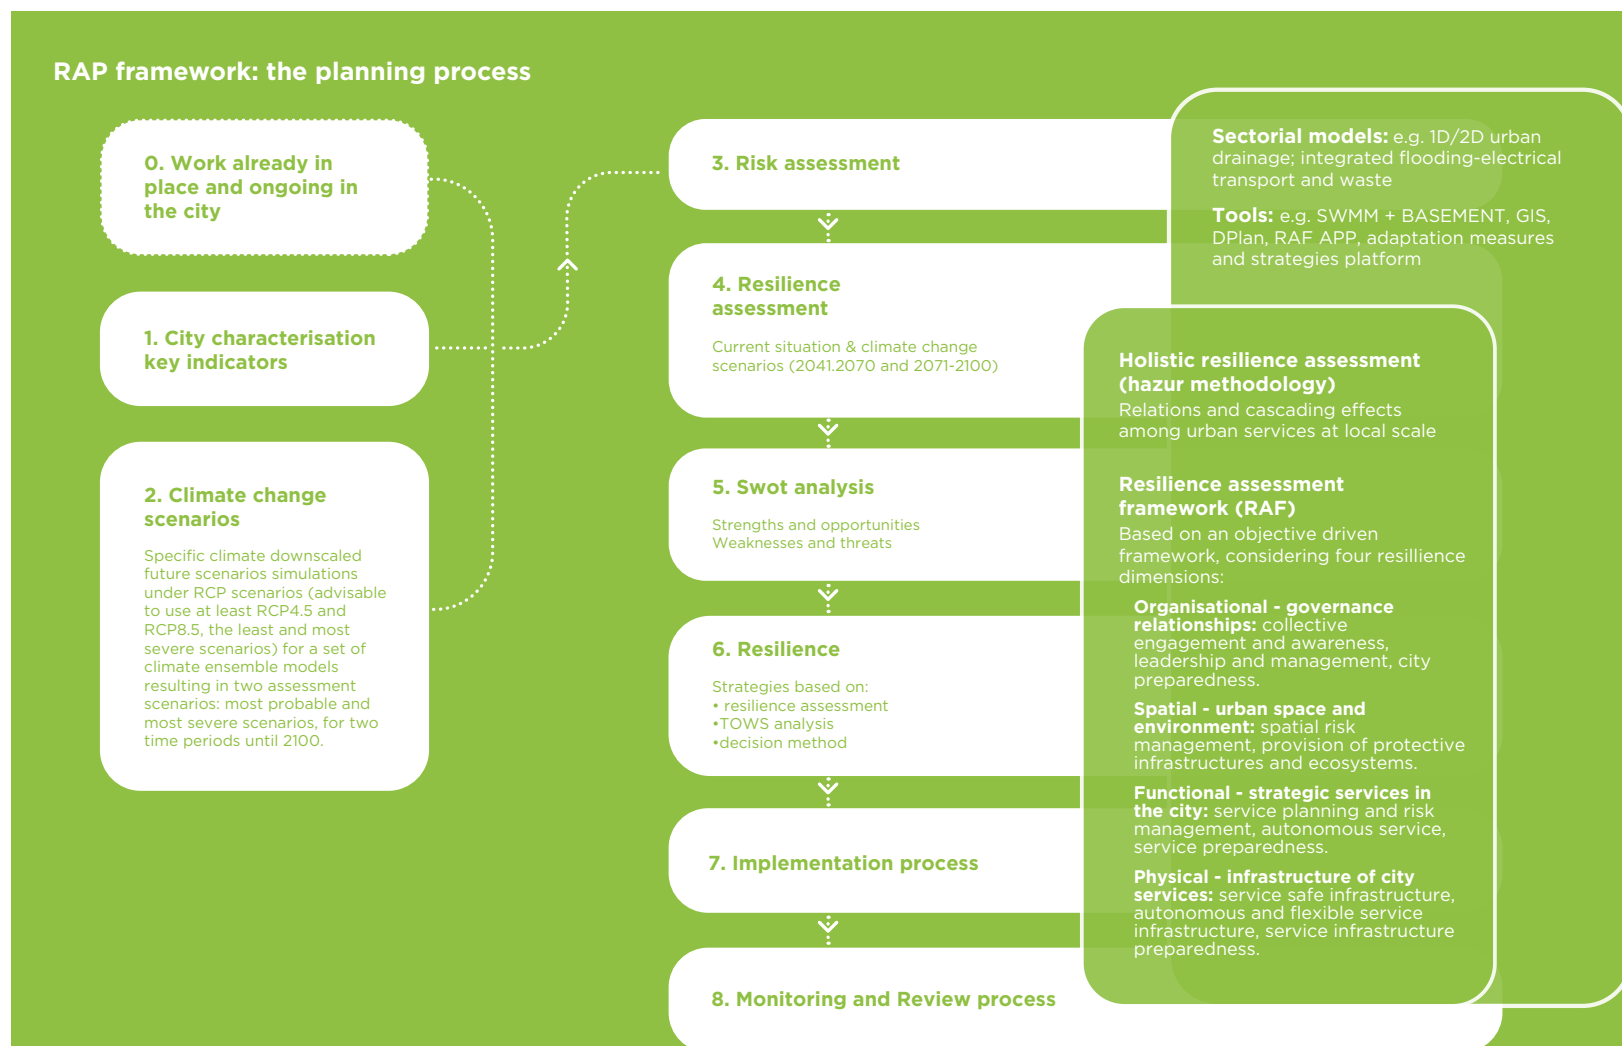 RAP framework: the planning process
0. Work already in
place and ongoing in
the city
1. City characterisation
key indicators
2. Climate change
scenarios
Specific climate downscaled
future scenarios simulations
under RCP scenarios (advisable
to use at least RCP4.5 and
RCP8.5, the least and most
severe scenarios) for a set of
climate ensemble models
resulting in two assessment
scenarios: most probable and
most severe scenarios, for two
time periods until 2100.
3. Risk assessment
4. Resilience
assessment
Current situation & climate change
scenarios (2041.2070 and 2071-2100)
5. Swot analysis
Strengths and opportunities
Weaknesses and threats
6. Resilience
Strategies based on:
• resilience assessment
•TOWS analysis
•decision method
7. Implementation process
8. Monitoring and Review process
Sectorial models: e.g. 1D/2D urban
drainage; integrated flooding-electrical
transport and waste
Tools: e.g. SWMM + BASEMENT, GIS,
DPlan, RAF APP, adaptation measures
and strategies platform
Holistic resilience assessment
(hazur methodology)
Relations and cascading effects
among urban services at local scale
Resilience assessment
framework (RAF)
Based on an objective driven
framework, considering four resillience
dimensions:
Organisational - governance
relationships: collective
engagement and awareness,
leadership and management, city
preparedness.
Spatial - urban space and
environment: spatial risk
management, provision of protective
infrastructures and ecosystems.
Functional - strategic services in
the city: service planning and risk
management, autonomous service,
service preparedness.
Physical - infrastructure of city
services: service safe infrastructure,
autonomous and flexible service
infrastructure, service infrastructure
preparedness.